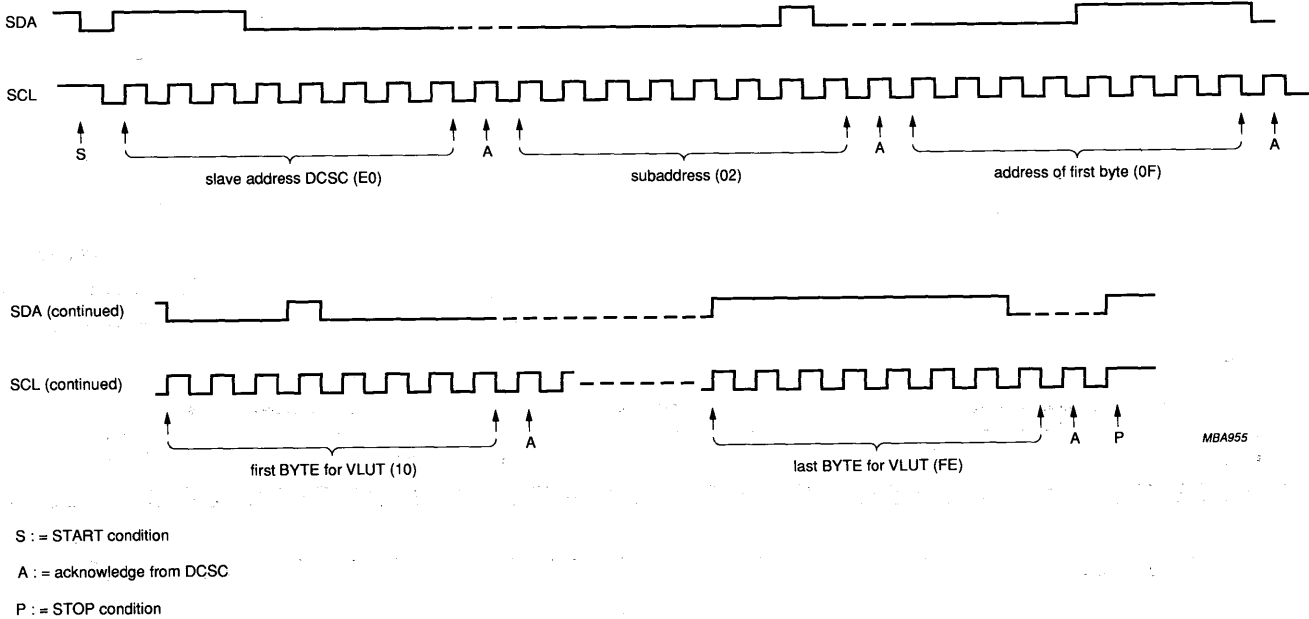 SDA
SCL
S
A
A
A
slave address DCSC (E0)
subaddress (02)
address of first byte (0F)
SDA (continued)
SCL (continued)
A
A
P
MBA955
first BYTE for VLUT (10)
last BYTE for VLUT (FE)
S : = START condition
A : = acknowledge from DCSC
P : = STOP condition